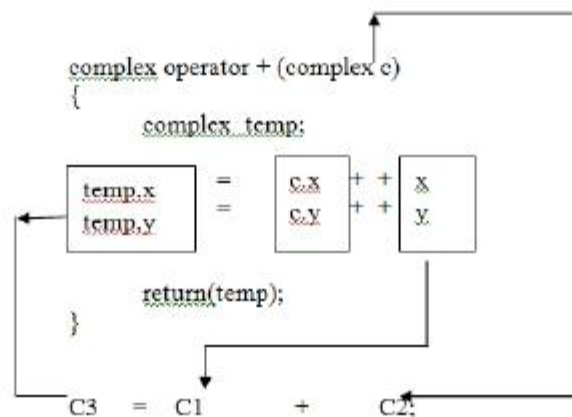 complex operator + (complex c)
{
complex temp;
temp.x = c.x + + x
temp.y = c.y + + y
return(temp);
}
C3 = C1 + C2;